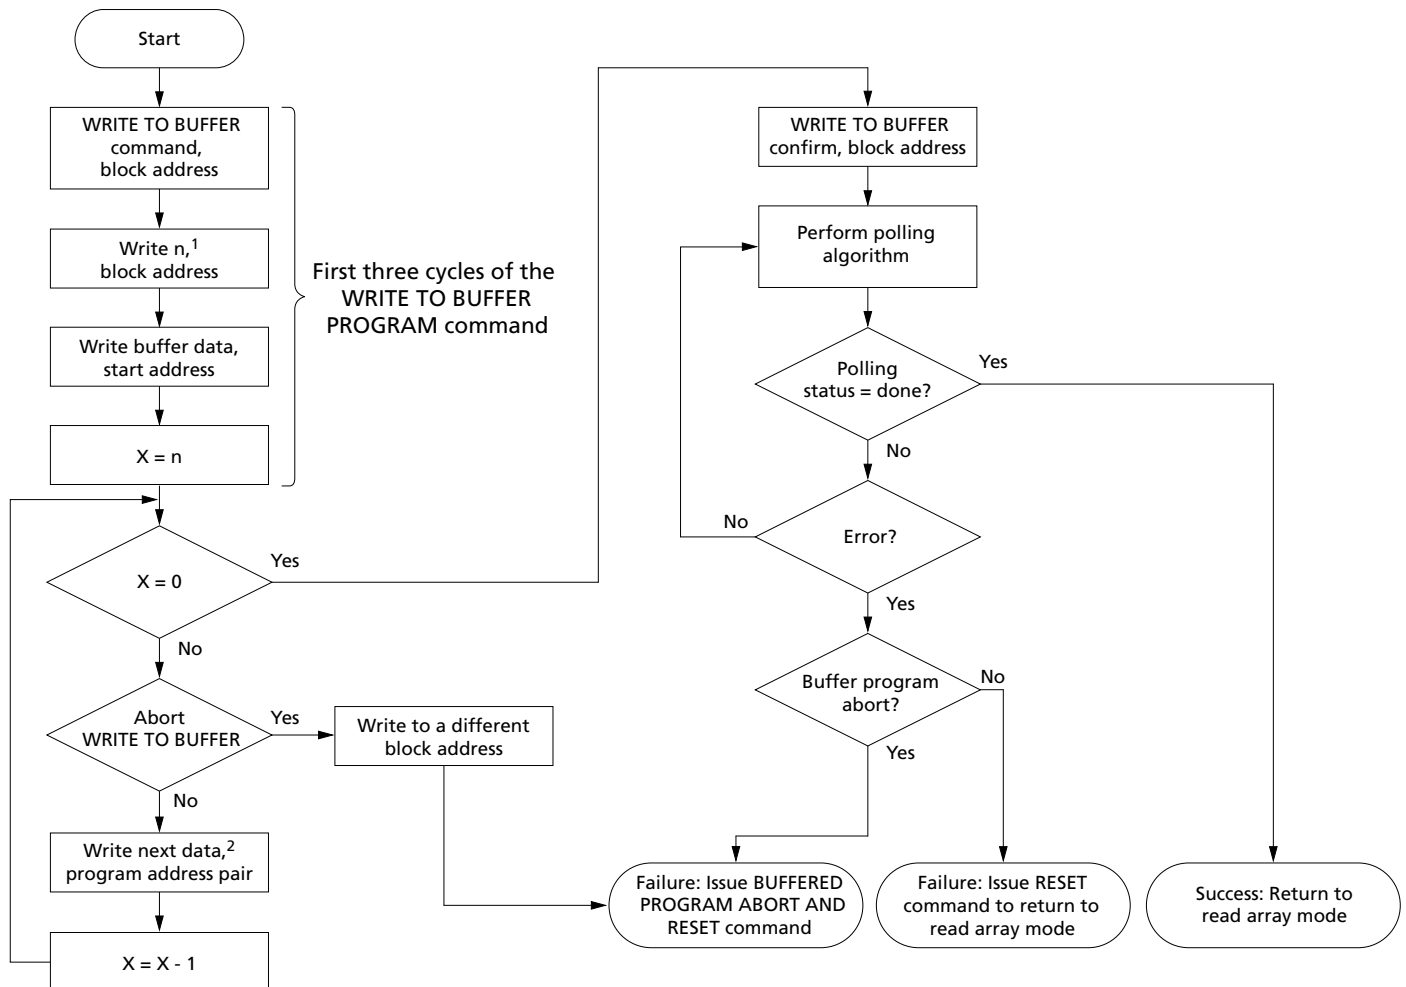 Start
WRITE TO BUFFER
command,
block address
Write n,1
block address
Write buffer data,
start address
X = n
First three cycles of the
WRITE TO BUFFER
PROGRAM command
X = 0
Yes
No
Abort
WRITE TO BUFFER
Yes
No
Write to a different
block address
Write next data,2
program address pair
X = X - 1
WRITE TO BUFFER
confirm, block address
Perform polling
algorithm
Polling
status = done?
Yes
No
Error?
No
Yes
Buffer program
abort?
No
Yes
Failure: Issue BUFFERED
PROGRAM ABORT AND
RESET command
Failure: Issue RESET
command to return to
read array mode
Success: Return to
read array mode